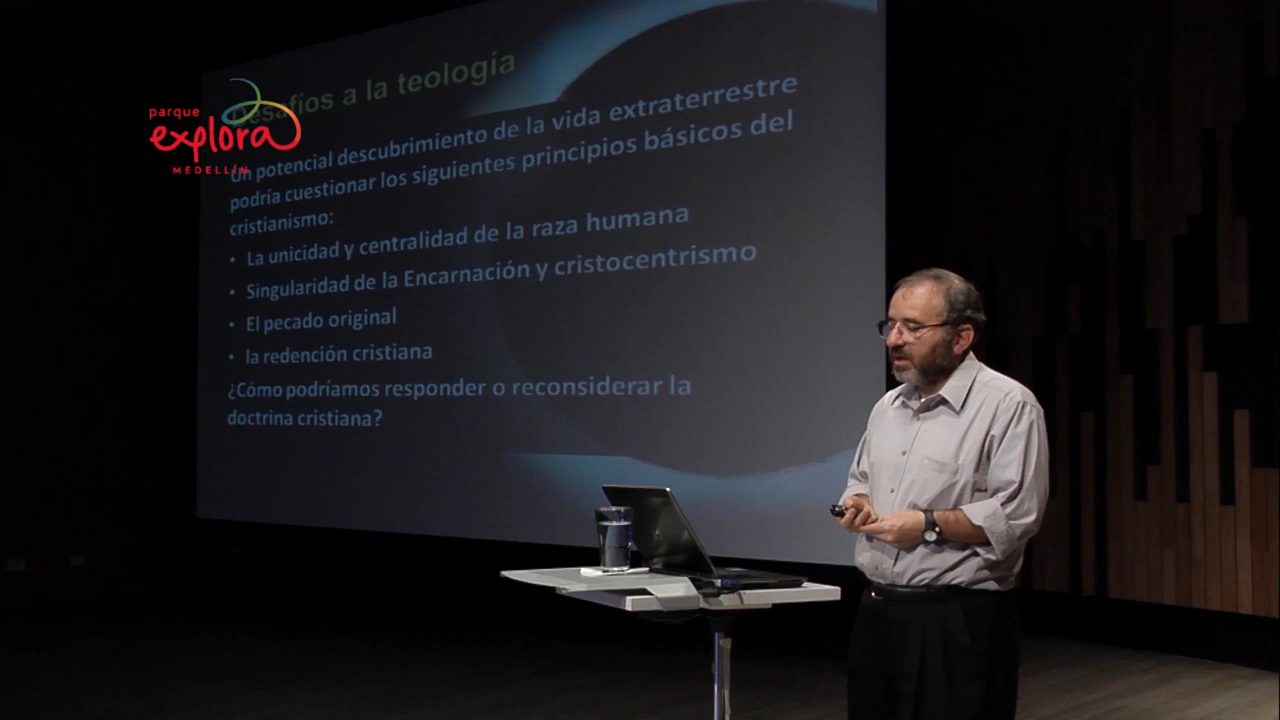 Desafíos a la teología
parque
explora
MEDELLÍN
Un potencial descubrimiento de la vida extraterrestre
podría cuestionar los siguientes principios básicos del
cristianismo:
• La unicidad y centralidad de la raza humana
• Singularidad de la Encarnación y cristocentrismo
• El pecado original
• la redención cristiana
¿Cómo podríamos responder o reconsiderar la
doctrina cristiana?